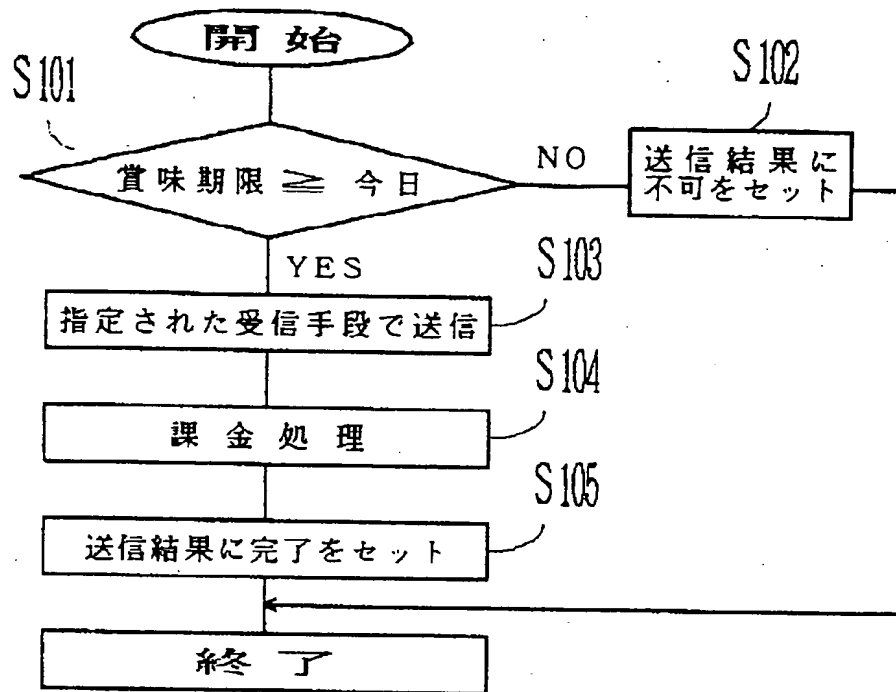 開始
S101
賞味期限 ≧ 今日
NO
S102
送信結果に
不可をセット
YES
S103
指定された受信手段で送信
S104
課金処理
S105
送信結果に完了をセット
終了